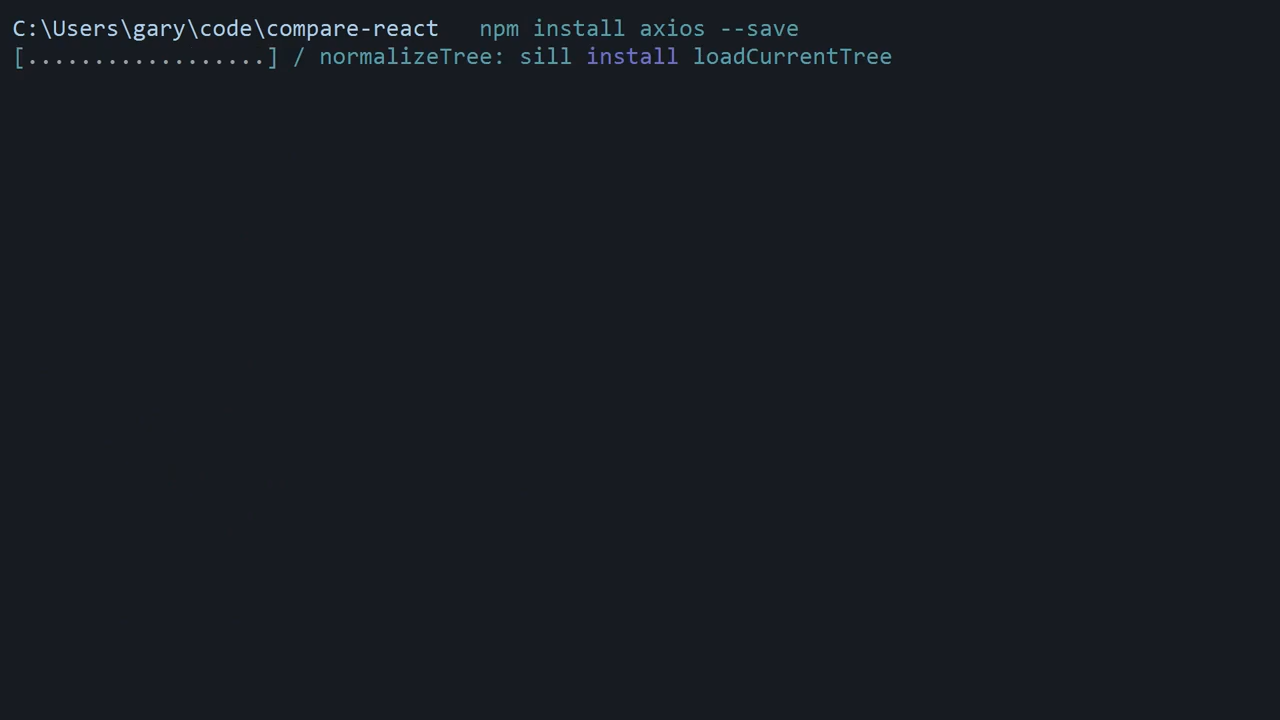 C:\Users\gary\code\compare-react npm install axios --save
[..................] / normalizeTree: sill install loadCurrentTree